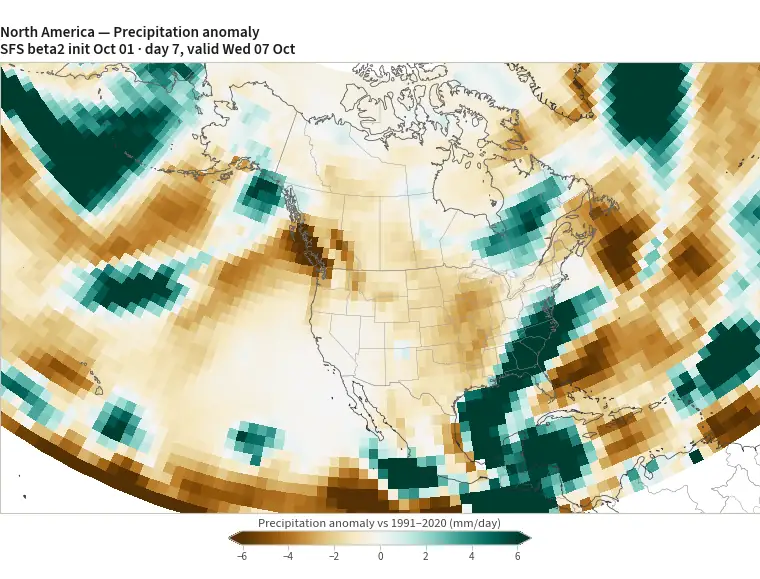 North America — Precipitation anomaly
SFS beta2 init Oct 01 · day 7, valid Wed 07 Oct
Precipitation anomaly vs 1991–2020 (mm/day)
−6 −4 −2 0 2 4 6